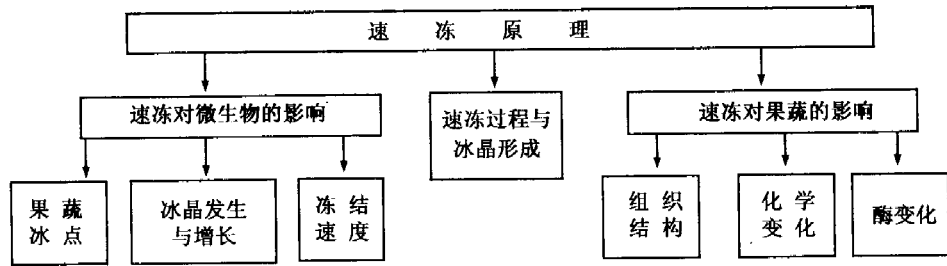 速冻原理
速冻对微生物的影响
速冻过程与
冰晶形成
速冻对果蔬的影响
果蔬
冰点
冰晶发生
与增长
冻结
速度
组织
结构
化学
变化
酶变化